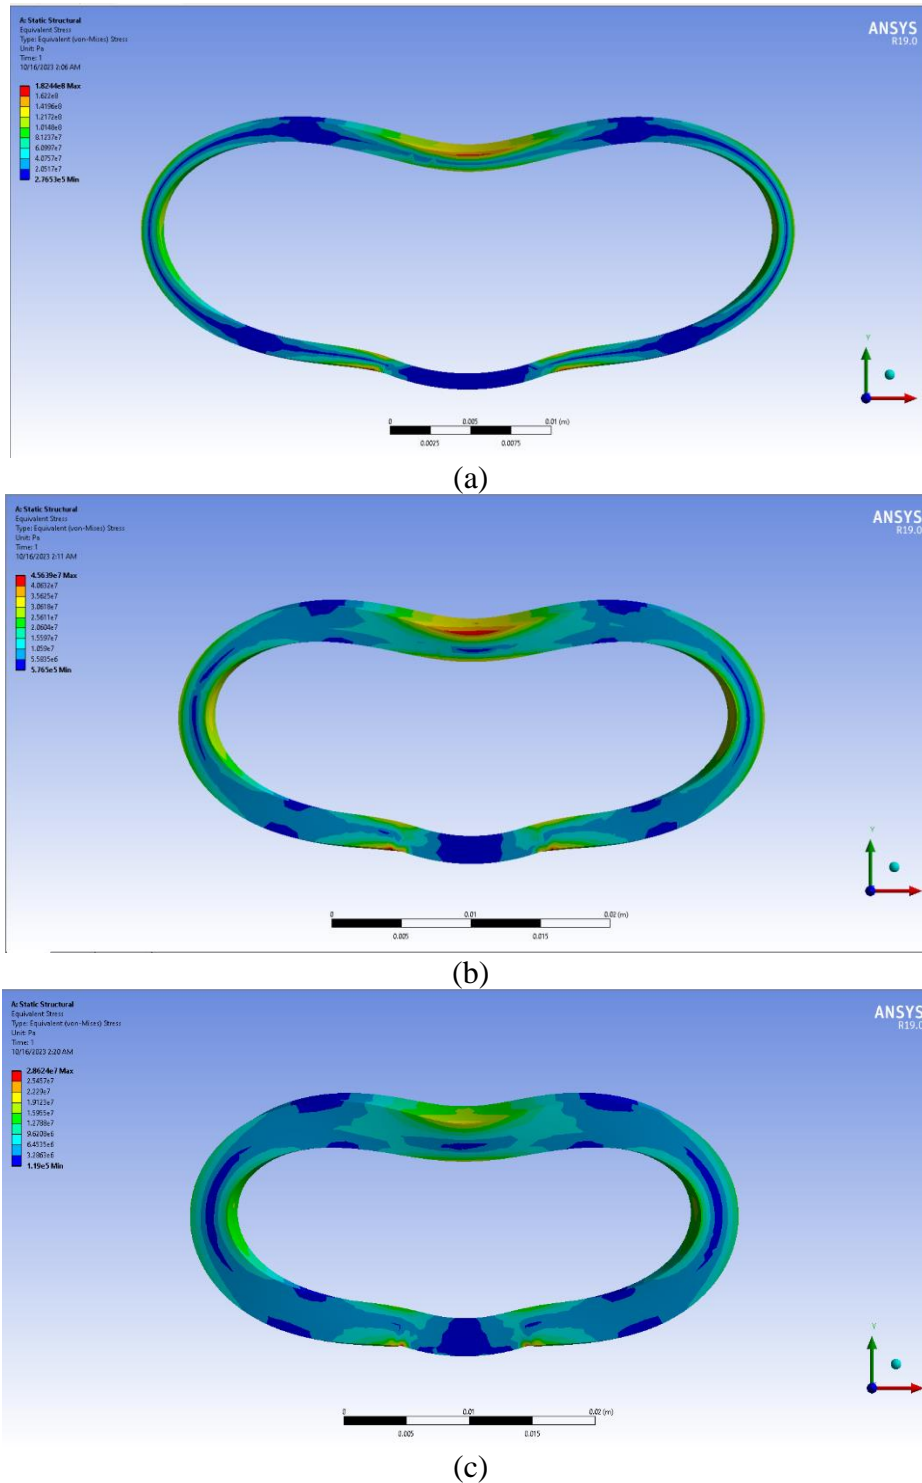 A: Static Structural
Equivalent Stress
Type: Equivalent (von-Mises) Stress
Unit: Pa
Time: 1
10/16/2023 2:06 AM
ANSYS
R19.0
1.8244e8 Max
1.622e8
1.4196e8
1.2172e8
1.0148e8
8.1237e7
6.0997e7
4.0757e7
2.0517e7
2.7653e5 Min
Y
0 0.005 0.01 (m)
0.0025 0.0075
(a)
A: Static Structural
Equivalent Stress
Type: Equivalent (von-Mises) Stress
Unit: Pa
Time: 1
10/16/2023 2:11 AM
ANSYS
R19.0
4.5639e7 Max
4.0632e7
3.5625e7
3.0618e7
2.5611e7
2.0604e7
1.5597e7
1.059e7
5.5835e6
5.765e5 Min
Y
0 0.01 0.02 (m)
0.005 0.015
(b)
A: Static Structural
Equivalent Stress
Type: Equivalent (von-Mises) Stress
Unit: Pa
Time: 1
10/16/2023 2:20 AM
ANSYS
R19.0
2.8624e7 Max
2.5457e7
2.229e7
1.9123e7
1.5955e7
1.2788e7
9.6208e6
6.4535e6
3.2863e6
1.19e5 Min
Y
0 0.01 0.02 (m)
0.005 0.015
(c)